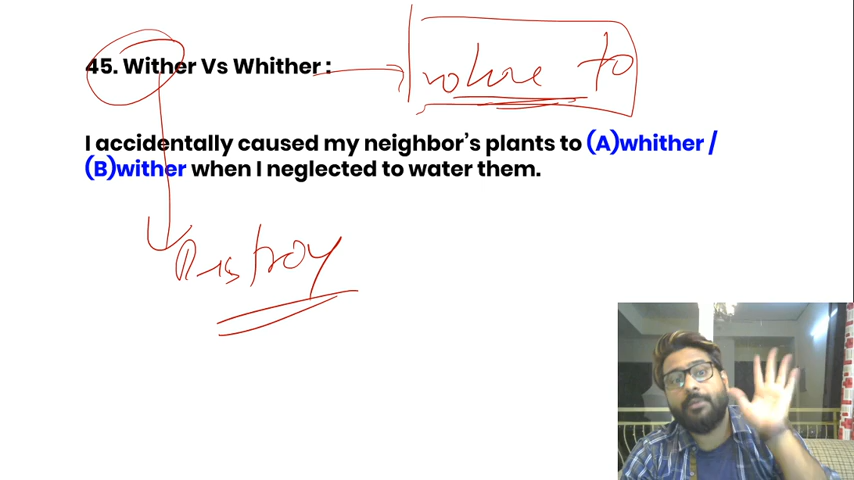 45. Wither Vs Whither :
where to
I accidentally caused my neighbor's plants to (A)whither /
(B)wither when I neglected to water them.
Destroy